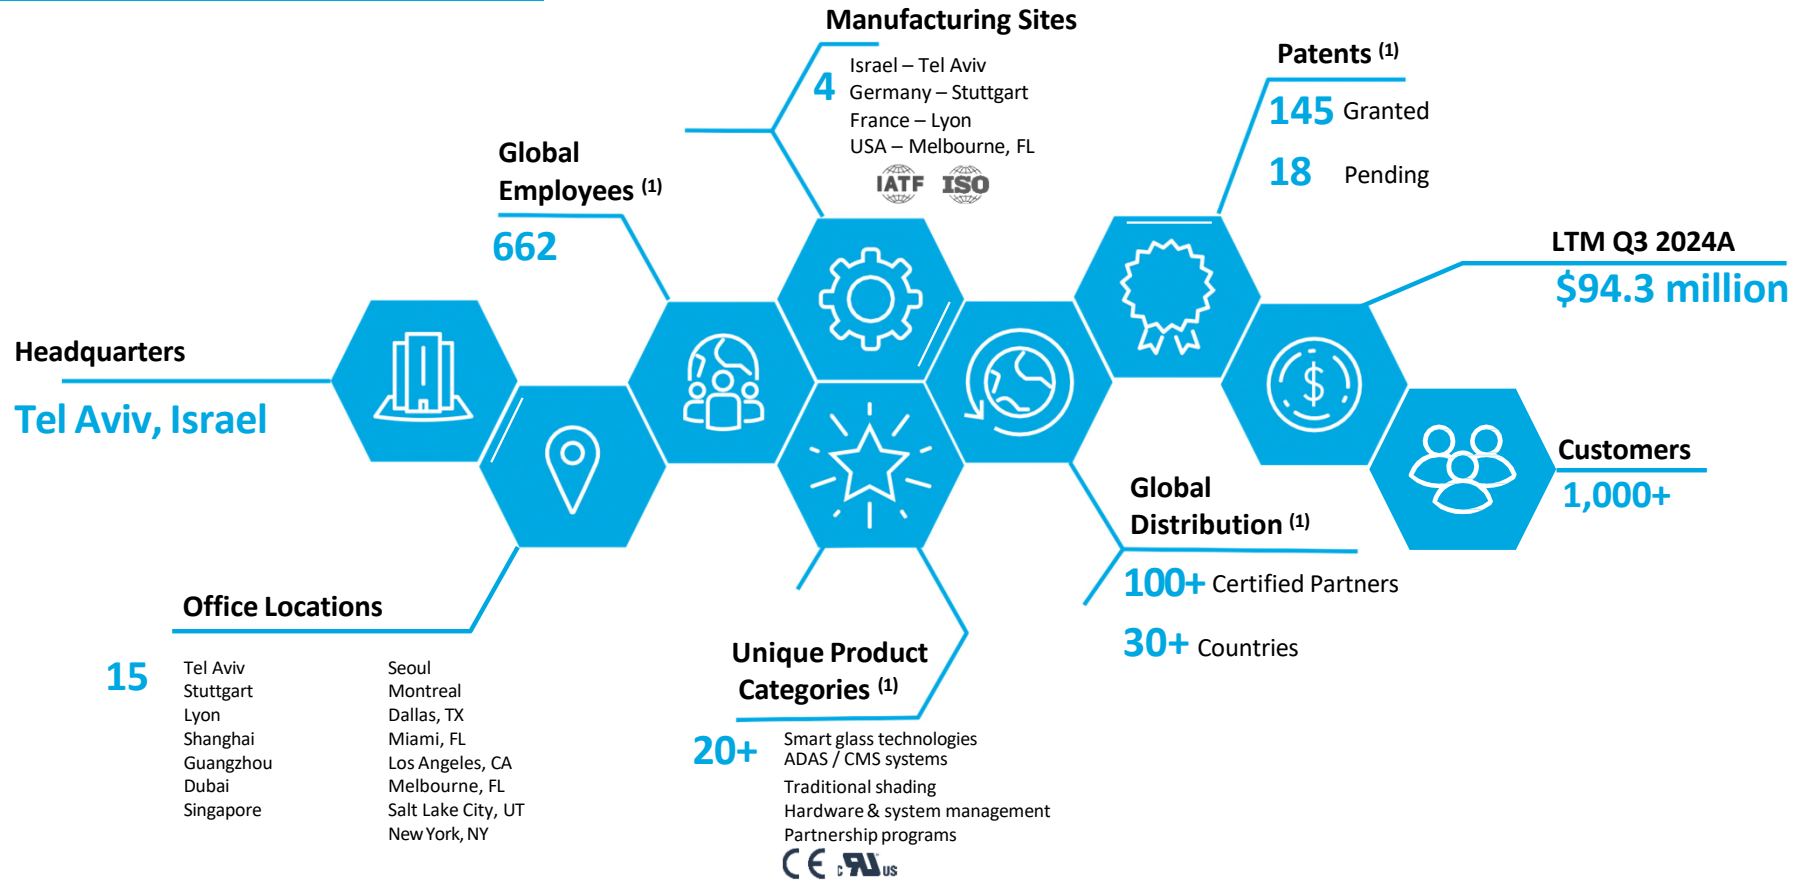 Manufacturing Sites
4
Israel – Tel Aviv
Germany – Stuttgart
France – Lyon
USA – Melbourne, FL
IATF ISO
Patents (1)
145 Granted
18 Pending
Global
Employees (1)
662
LTM Q3 2024A
$94.3 million
Headquarters
Tel Aviv, Israel
$
Customers
1,000+
Global
Distribution (1)
100+ Certified Partners
30+ Countries
Office Locations
15
Tel Aviv
Stuttgart
Lyon
Shanghai
Guangzhou
Dubai
Singapore
Seoul
Montreal
Dallas, TX
Miami, FL
Los Angeles, CA
Melbourne, FL
Salt Lake City, UT
New York, NY
Unique Product
Categories (1)
20+
Smart glass technologies
ADAS / CMS systems
Traditional shading
Hardware & system management
Partnership programs
CE c RU US